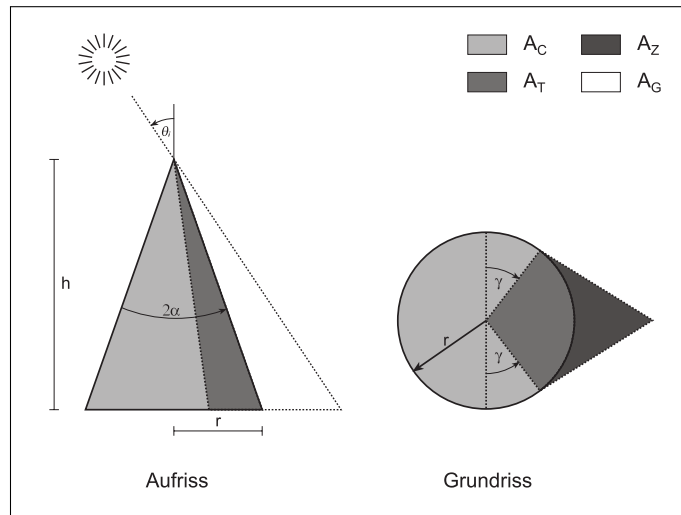 A_C A_Z
A_T A_G
θ_i
h
2α
r
γ
r
γ
Aufriss Grundriss